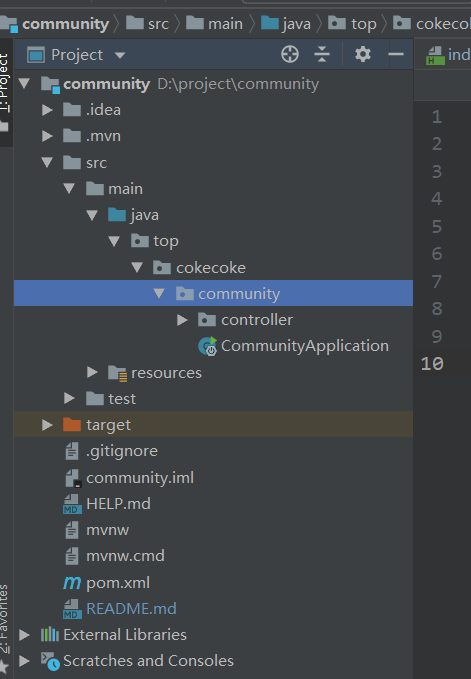 community src main java top cokeco
1: Project
Project
ind
community D:\project\community
.idea
.mvn
src
main
java
top
cokecoke
community
controller
CommunityApplication
resources
test
target
.gitignore
community.iml
HELP.md
mvnw
mvnw.cmd
pom.xml
README.md
External Libraries
Scratches and Consoles
2: Favorites
1
2
3
4
5
6
7
8
9
10